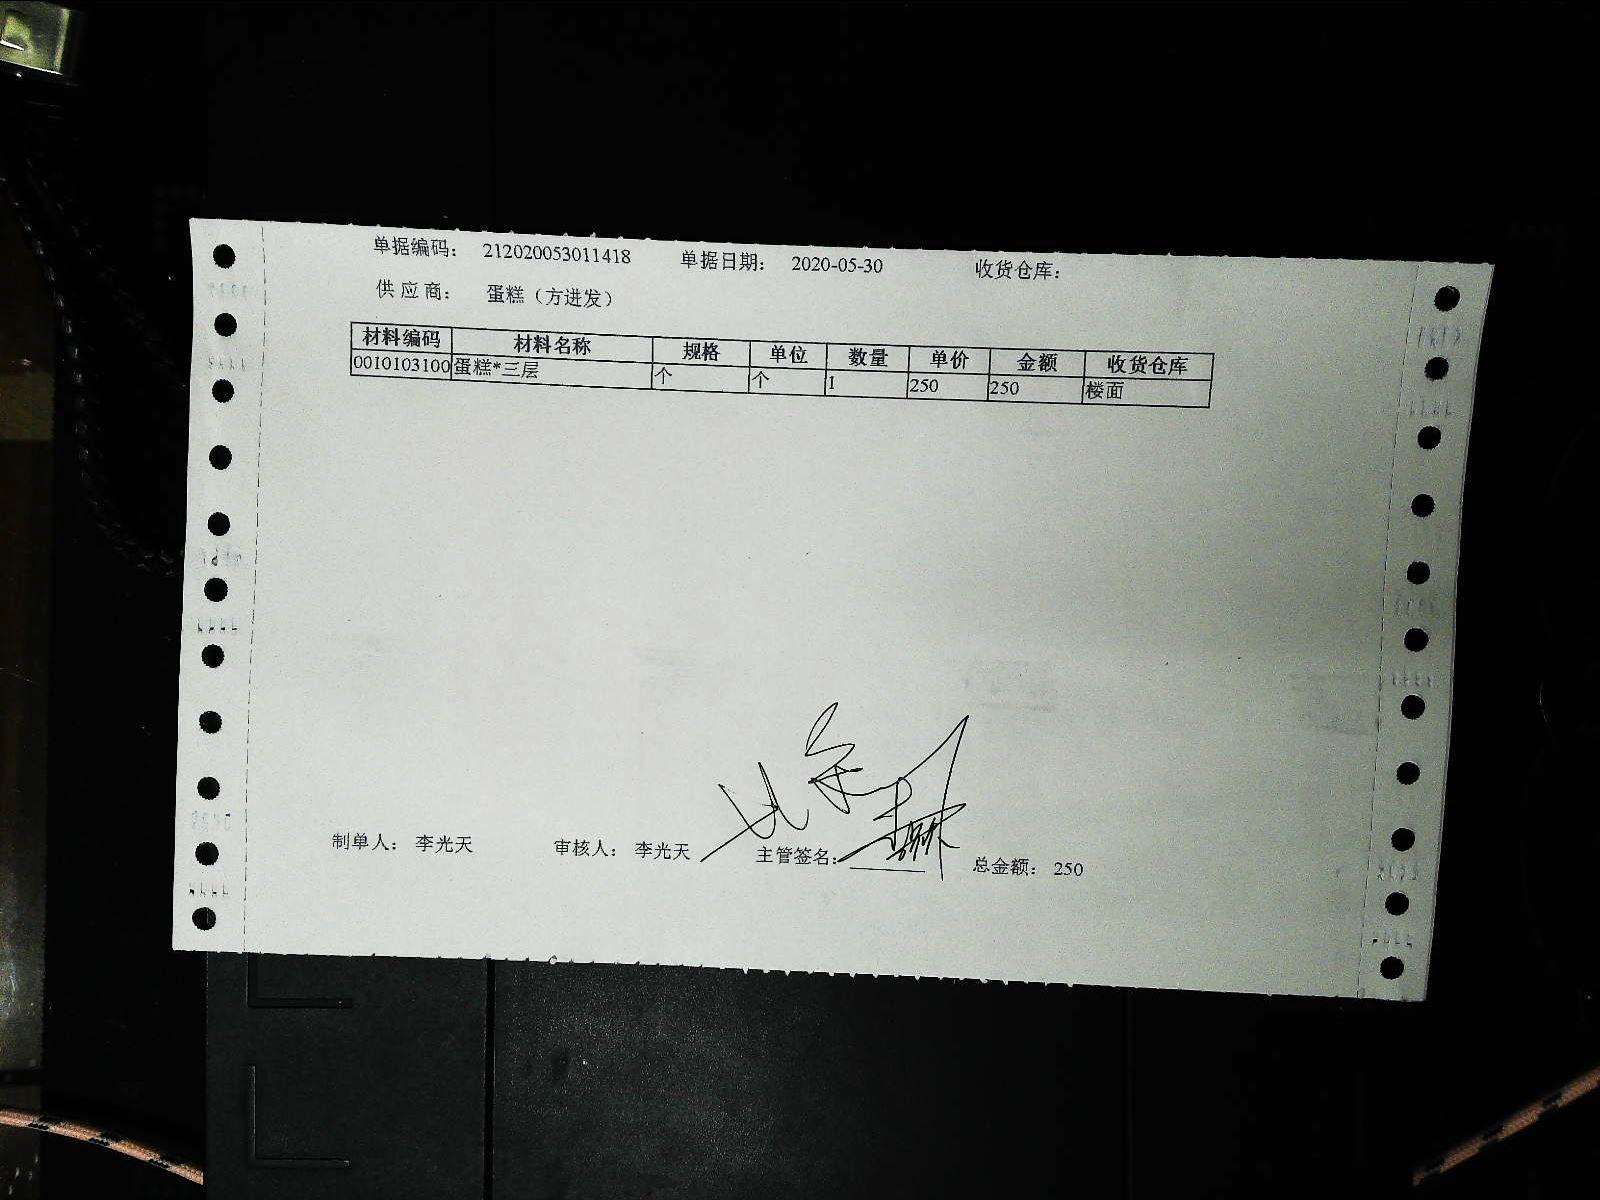 单据编码： 212020053011418 单据日期： 2020-05-30 收货仓库：
供应商： 蛋糕（方进发）
材料编码 材料名称 规格 单位 数量 单价 金额 收货仓库
0010103100 蛋糕*三层 个 个 1 250 250 楼面
制单人： 李光天 审核人： 李光天 主管签名： 总金额： 250